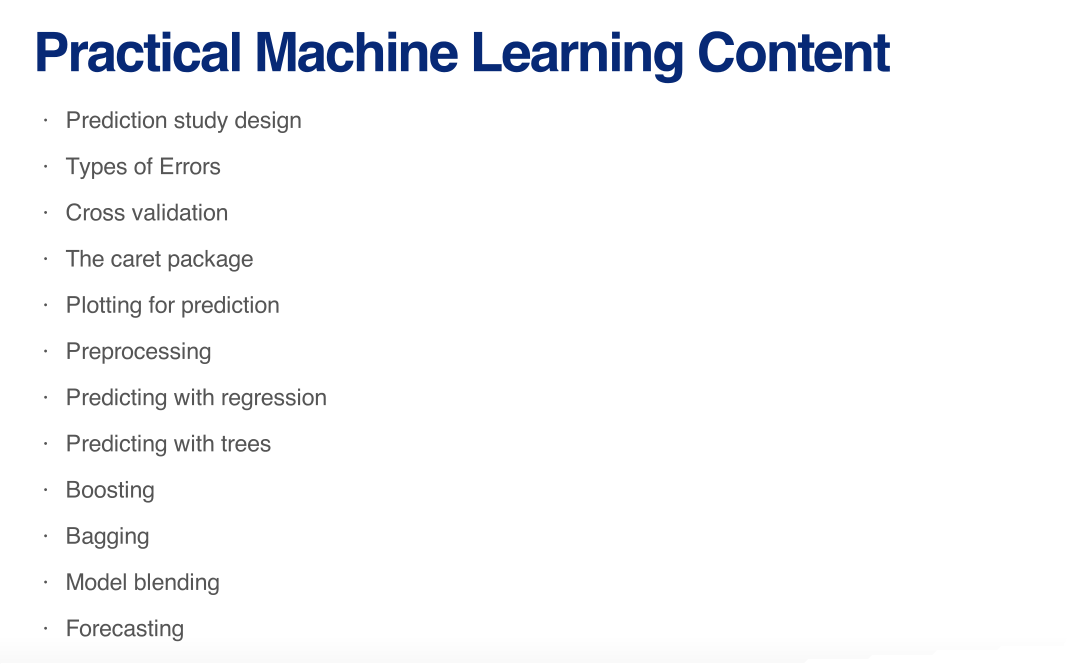 Practical Machine Learning Content
· Prediction study design
· Types of Errors
· Cross validation
· The caret package
· Plotting for prediction
· Preprocessing
· Predicting with regression
· Predicting with trees
· Boosting
· Bagging
· Model blending
· Forecasting